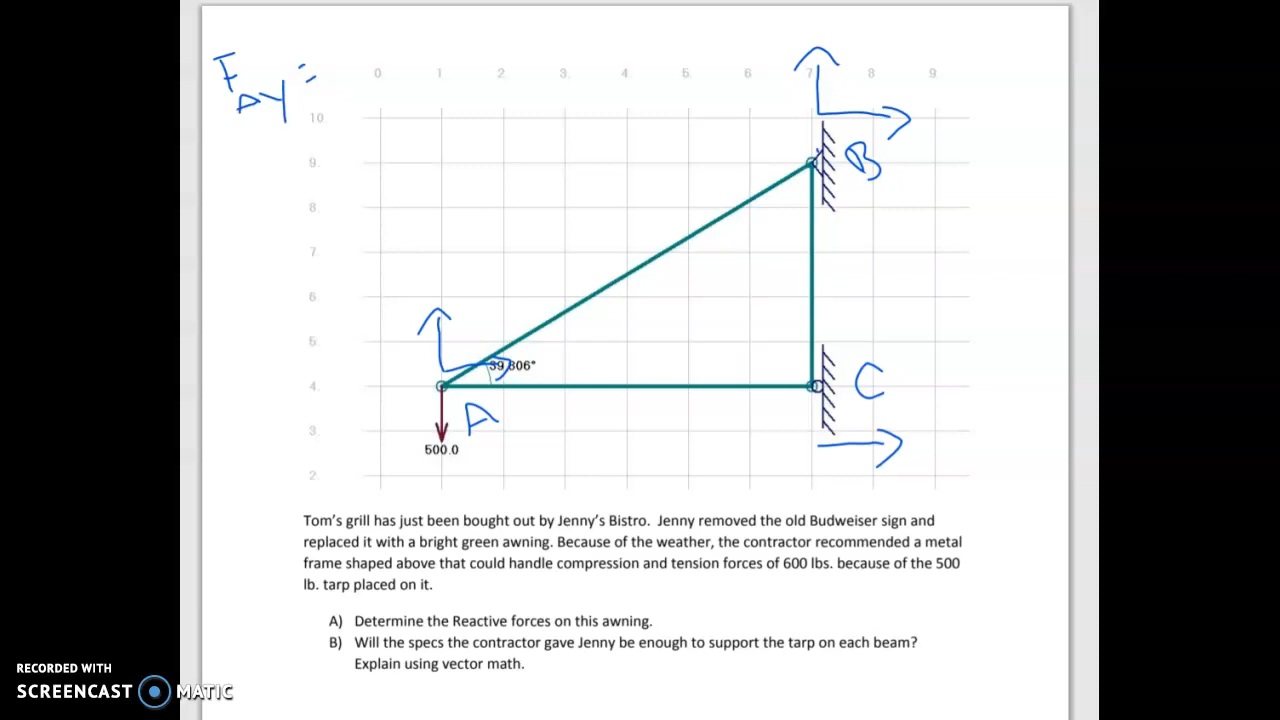 F
AY =
0. 1. 2. 3. 4. 5. 6 7 8 9.
10.
9.
B
8
7.
6.
5.
39.806°
4.
C
A
3.
500.0
2.
Tom's grill has just been bought out by Jenny's Bistro. Jenny removed the old Budweiser sign and
replaced it with a bright green awning. Because of the weather, the contractor recommended a metal
frame shaped above that could handle compression and tension forces of 600 lbs. because of the 500
lb. tarp placed on it.
A) Determine the Reactive forces on this awning.
B) Will the specs the contractor gave Jenny be enough to support the tarp on each beam?
Explain using vector math.
RECORDED WITH
SCREENCAST MATIC